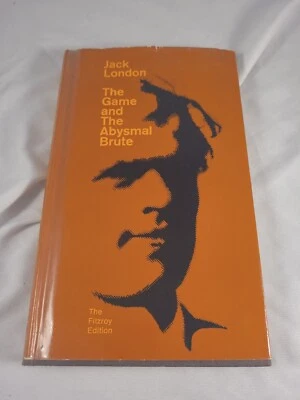 Jack
London
The
Game
and
The
Abysmal
Brute
The
Fitzroy
Edition